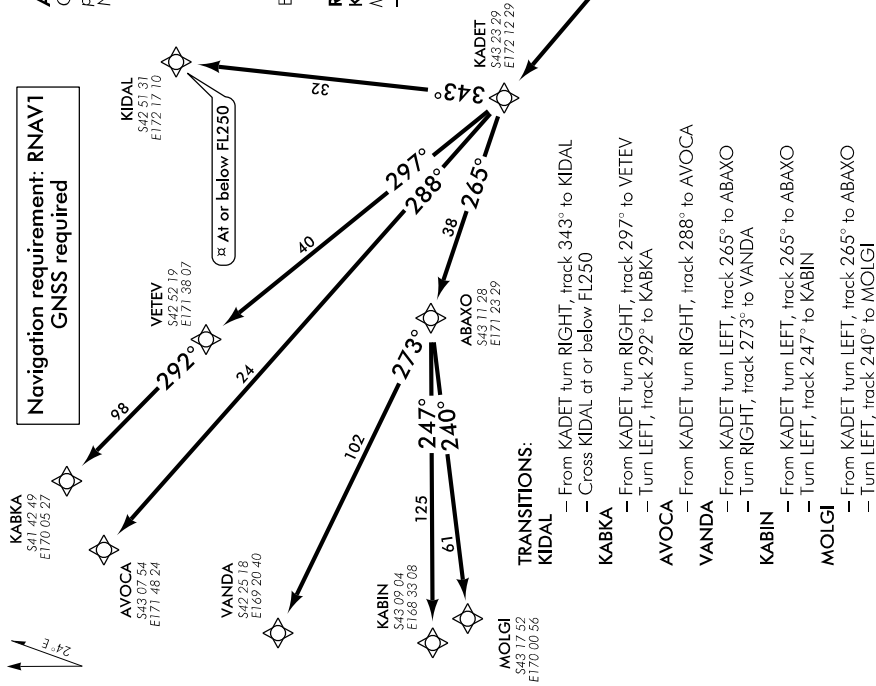 Navigation requirement: RNAV1
GNSS required
24°E
KABKA
S41 42 49
E170 05 27
98
292°
VETEV
S42 52 19
E171 38 07
40
297°
KIDAL
S42 51 31
E172 17 10
¤ At or below FL250
32
343°
KADET
S43 23 29
E172 12 29
AVOCA
S43 07 54
E171 48 24
24
288°
265°
38
ABAXO
S43 11 28
E171 23 29
VANDA
S42 25 18
E169 20 40
102
273°
KABIN
S43 09 04
E168 33 08
125
247°
MOLGI
S43 17 52
E170 00 56
61
240°
TRANSITIONS:
KIDAL
– From KADET turn RIGHT, track 343° to KIDAL
– Cross KIDAL at or below FL250
KABKA
– From KADET turn RIGHT, track 297° to VETEV
– Turn LEFT, track 292° to KABKA
AVOCA
– From KADET turn RIGHT, track 288° to AVOCA
VANDA
– From KADET turn LEFT, track 265° to ABAXO
– Turn RIGHT, track 273° to VANDA
KABIN
– From KADET turn LEFT, track 265° to ABAXO
– Turn LEFT, track 247° to KABIN
MOLGI
– From KADET turn LEFT, track 265° to ABAXO
– Turn LEFT, track 240° to MOLGI